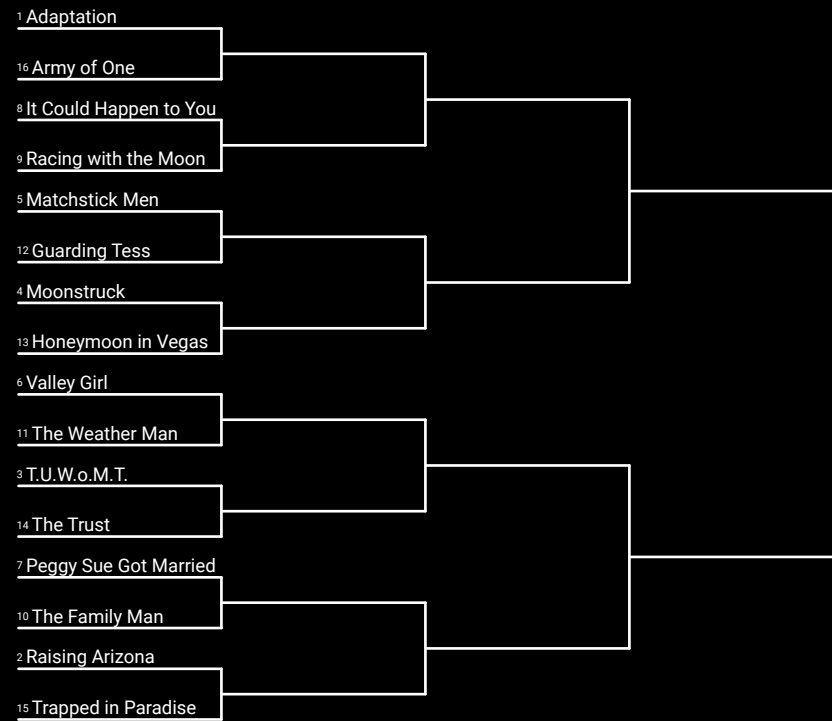 1 Adaptation
16 Army of One
8 It Could Happen to You
9 Racing with the Moon
5 Matchstick Men
12 Guarding Tess
4 Moonstruck
13 Honeymoon in Vegas
6 Valley Girl
11 The Weather Man
3 T.U.W.o.M.T.
14 The Trust
7 Peggy Sue Got Married
10 The Family Man
2 Raising Arizona
15 Trapped in Paradise